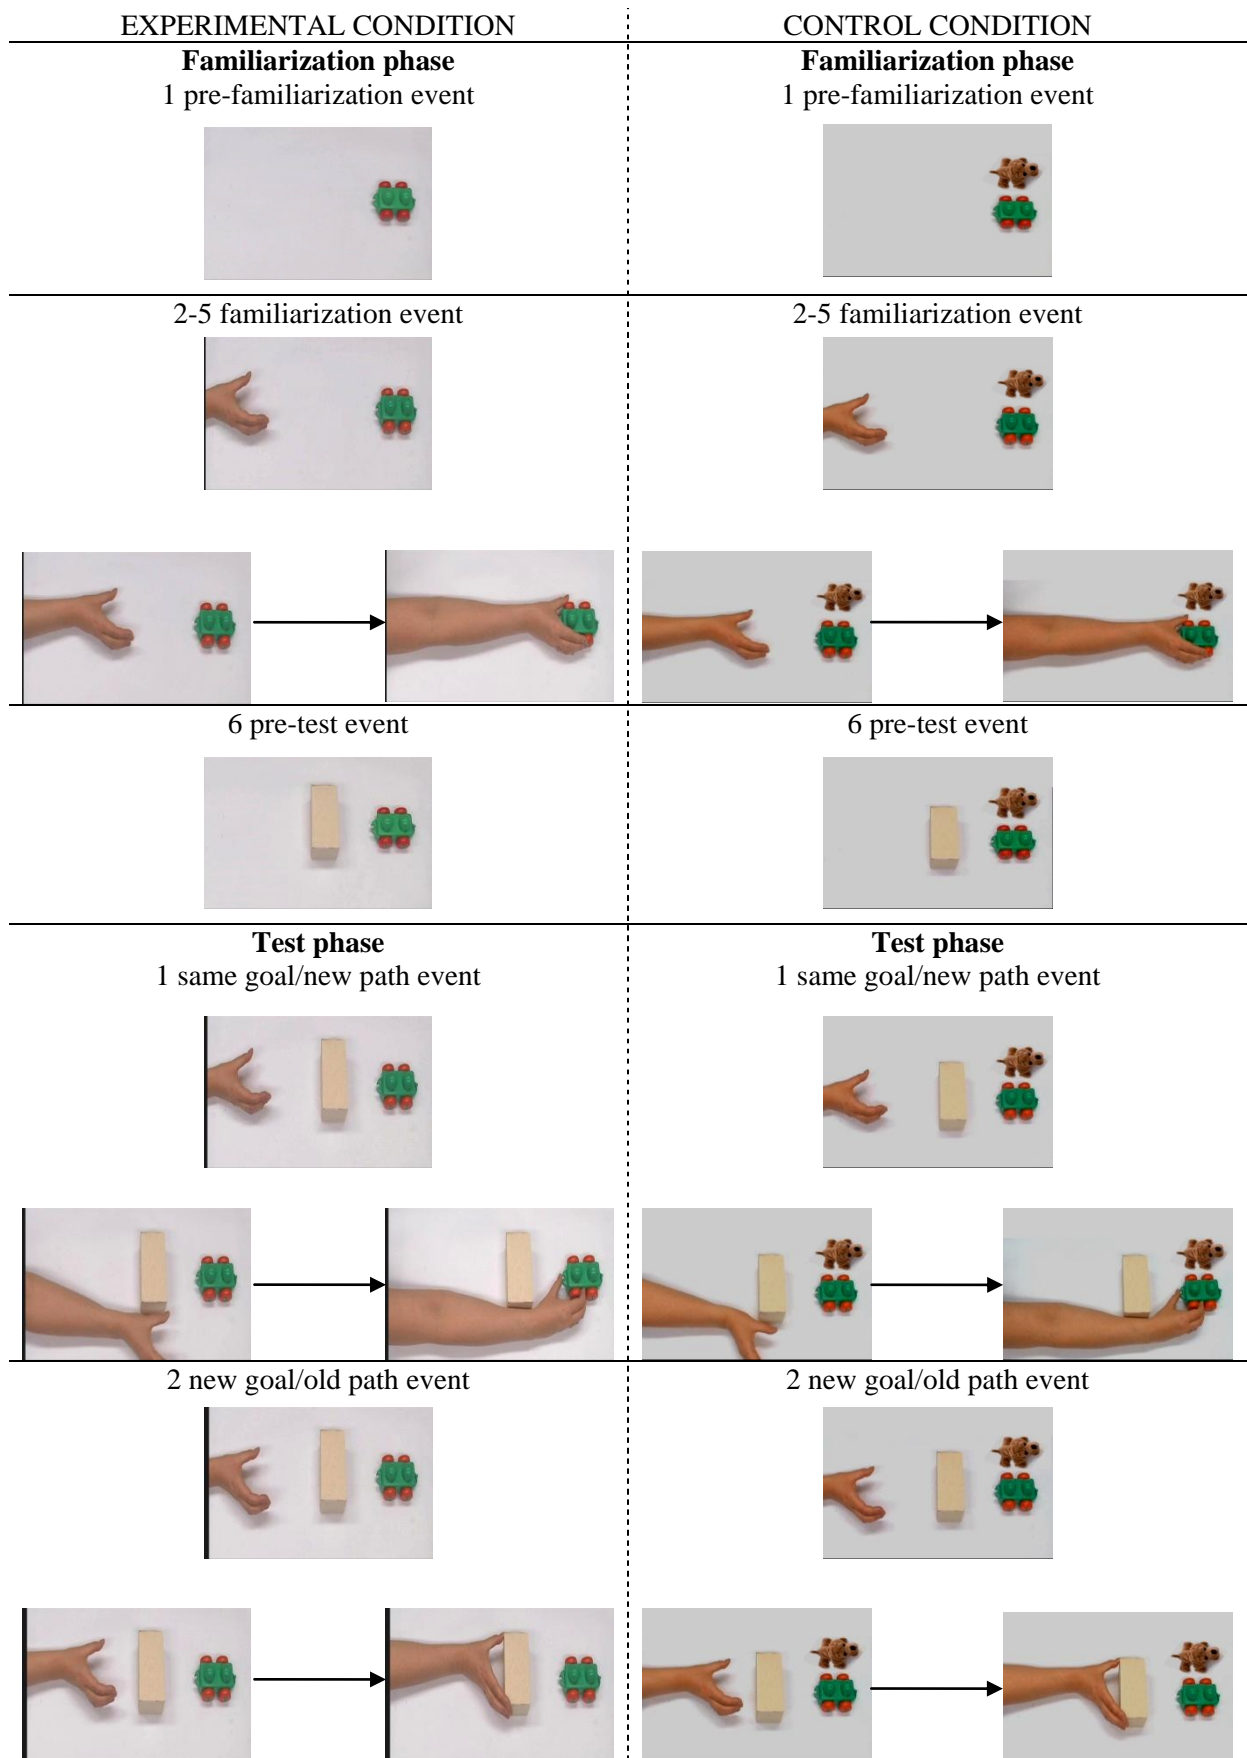 EXPERIMENTAL CONDITION
CONTROL CONDITION
Familiarization phase
Familiarization phase
1 pre-familiarization event
1 pre-familiarization event
2-5 familiarization event
2-5 familiarization event
6 pre-test event
6 pre-test event
Test phase
Test phase
1 same goal/new path event
1 same goal/new path event
2 new goal/old path event
2 new goal/old path event